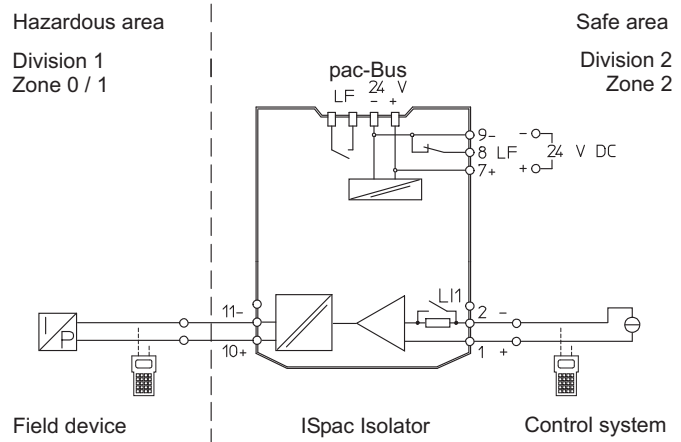 Hazardous area
Safe area
Division 1
Zone 0 / 1
Division 2
Zone 2
pac-Bus
LF 24 V
- +
9- -
8 LF 24 V DC
7+ +
LI1
11- 2 -
10+ 1 +
I
P
Field device
ISpac Isolator
Control system